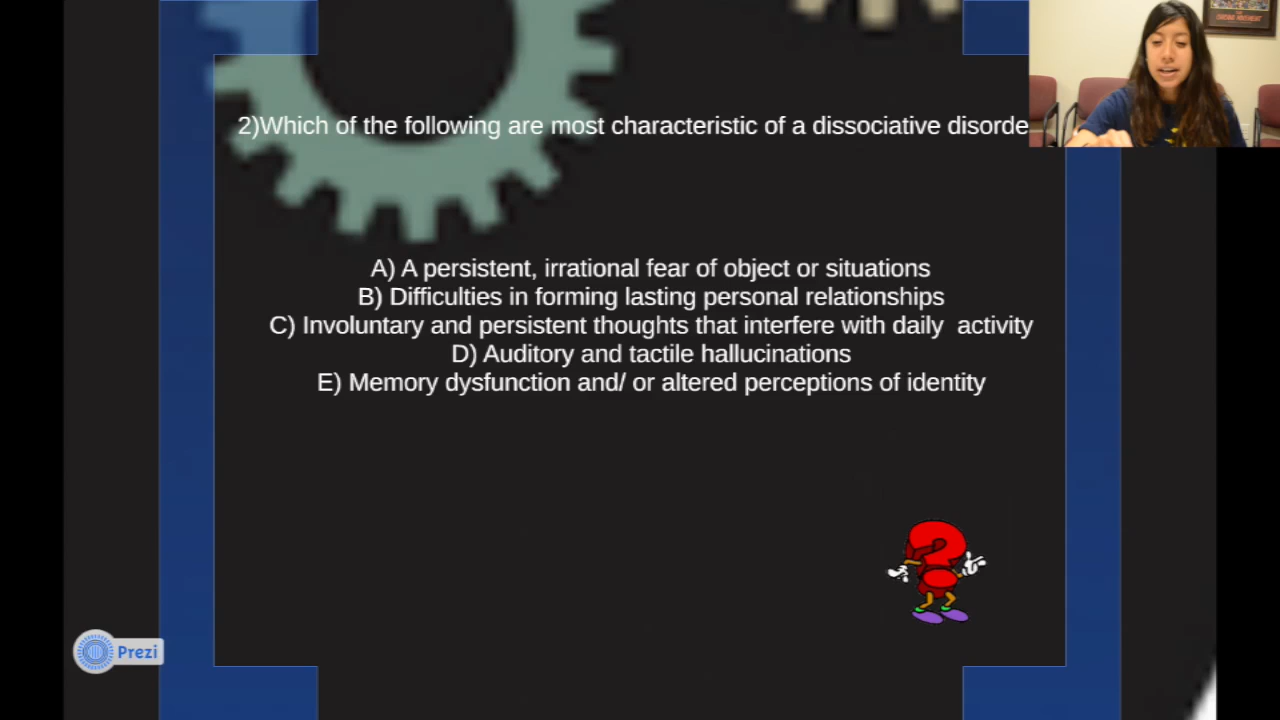 2)Which of the following are most characteristic of a dissociative disorde
A) A persistent, irrational fear of object or situations
B) Difficulties in forming lasting personal relationships
C) Involuntary and persistent thoughts that interfere with daily  activity
D) Auditory and tactile hallucinations
E) Memory dysfunction and/ or altered perceptions of identity
Prezi